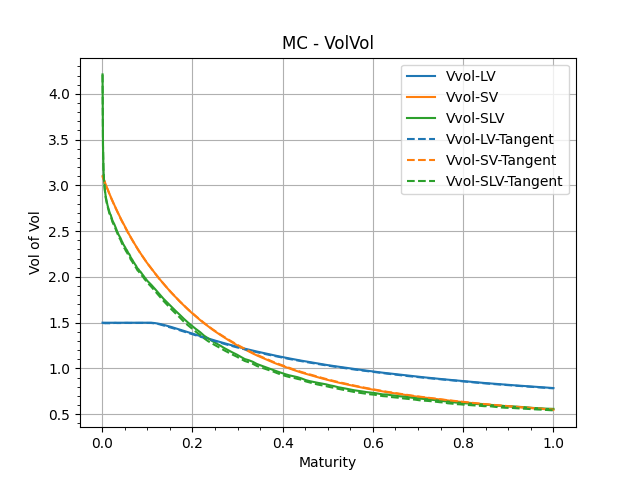 MC - VolVol
Vvol-LV
Vvol-SV
Vvol-SLV
Vvol-LV-Tangent
Vvol-SV-Tangent
Vvol-SLV-Tangent
Vol of Vol
4.0
3.5
3.0
2.5
2.0
1.5
1.0
0.5
0.0 0.2 0.4 0.6 0.8 1.0
Maturity